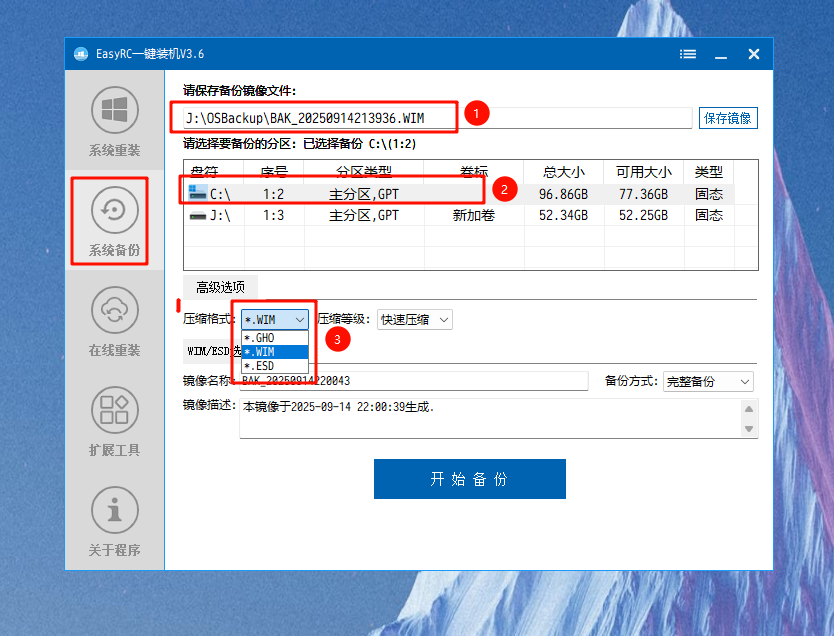 EasyRC一键装机V3.6
系统重装
系统备份
在线重装
扩展工具
关于程序
请保存备份镜像文件:
J:\OSBackup\BAK_20250914213936.WIM
1
保存镜像
请选择要备份的分区: 已选择备份 C:\(1:2)
盘符 序号 分区类型 卷标 总大小 可用大小 类型
C:\ 1:2 主分区,GPT 2 96.86GB 77.36GB 固态
J:\ 1:3 主分区,GPT 新加卷 52.34GB 52.25GB 固态
高级选项
压缩格式: *.WIM 压缩等级: 快速压缩
*.GHO
3
*.WIM
WIM/ESD选
*.ESD
镜像名称: BAK_20250914220043 备份方式: 完整备份
镜像描述: 本镜像于2025-09-14 22:00:39生成.
开始备份